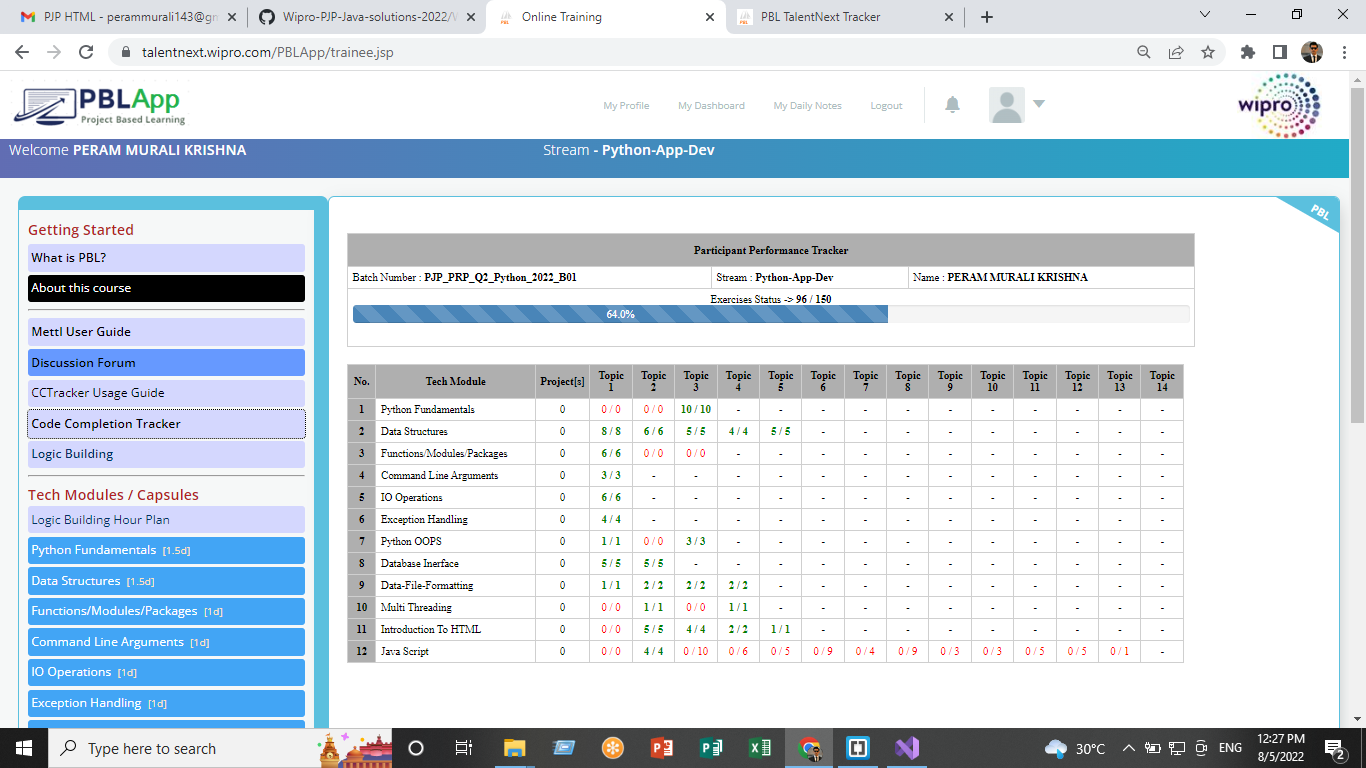 PJP HTML - perammurali143@gm
Wipro-PJP-Java-solutions-2022/W
Online Training
PBL TalentNext Tracker
talentnext.wipro.com/PBLApp/trainee.jsp
PBLApp
Project Based Learning
My Profile My Dashboard My Daily Notes Logout
wipro
Welcome PERAM MURALI KRISHNA Stream - Python-App-Dev
PBL
Getting Started
What is PBL?
About this course
Mettl User Guide
Discussion Forum
CCTracker Usage Guide
Code Completion Tracker
Logic Building
Tech Modules / Capsules
Logic Building Hour Plan
Python Fundamentals [1.5d]
Data Structures [1.5d]
Functions/Modules/Packages [1d]
Command Line Arguments [1d]
IO Operations [1d]
Exception Handling [1d]
Participant Performance Tracker
Batch Number : PJP_PRP_Q2_Python_2022_B01 Stream : Python-App-Dev Name : PERAM MURALI KRISHNA
Exercises Status -> 96 / 150
64.0%
No. Tech Module Project[s] Topic 1 Topic 2 Topic 3 Topic 4 Topic 5 Topic 6 Topic 7 Topic 8 Topic 9 Topic 10 Topic 11 Topic 12 Topic 13 Topic 14
1 Python Fundamentals 0 0 / 0 0 / 0 10 / 10 - - - - - - - - - - -
2 Data Structures 0 8 / 8 6 / 6 5 / 5 4 / 4 5 / 5 - - - - - - - - -
3 Functions/Modules/Packages 0 6 / 6 0 / 0 0 / 0 - - - - - - - - - - -
4 Command Line Arguments 0 3 / 3 - - - - - - - - - - - - -
5 IO Operations 0 6 / 6 - - - - - - - - - - - - -
6 Exception Handling 0 4 / 4 - - - - - - - - - - - - -
7 Python OOPS 0 1 / 1 0 / 0 3 / 3 - - - - - - - - - - -
8 Database Inerface 0 5 / 5 5 / 5 - - - - - - - - - - - -
9 Data-File-Formatting 0 1 / 1 2 / 2 2 / 2 2 / 2 - - - - - - - - - -
10 Multi Threading 0 0 / 0 1 / 1 0 / 0 1 / 1 - - - - - - - - - -
11 Introduction To HTML 0 0 / 0 5 / 5 4 / 4 2 / 2 1 / 1 - - - - - - - - -
12 Java Script 0 0 / 0 4 / 4 0 / 10 0 / 6 0 / 5 0 / 9 0 / 4 0 / 9 0 / 3 0 / 3 0 / 5 0 / 5 0 / 1 -
Type here to search
30°C
ENG
12:27 PM
8/5/2022
2